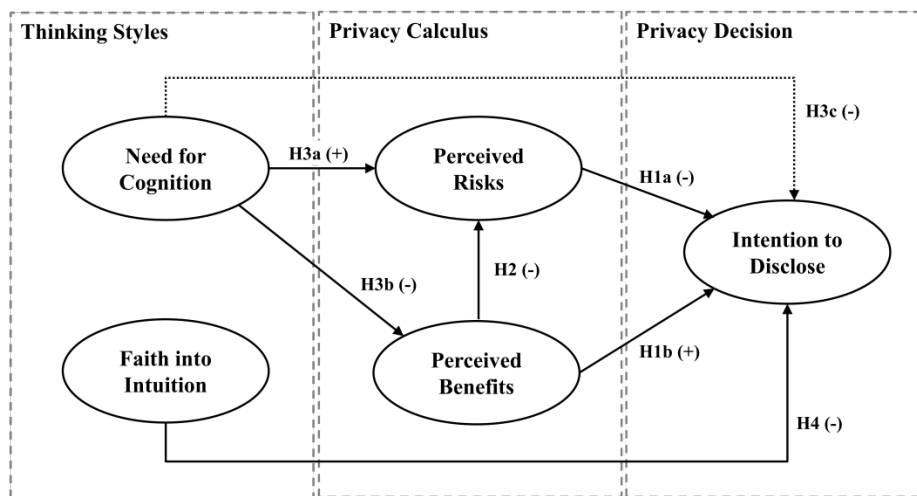 Thinking Styles
Privacy Calculus
Privacy Decision
H3c (-)
Need for
Cognition
H3a (+)
Perceived
Risks
H1a (-)
Intention to
Disclose
H3b (-)
H2 (-)
Faith into
Intuition
Perceived
Benefits
H1b (+)
H4 (-)